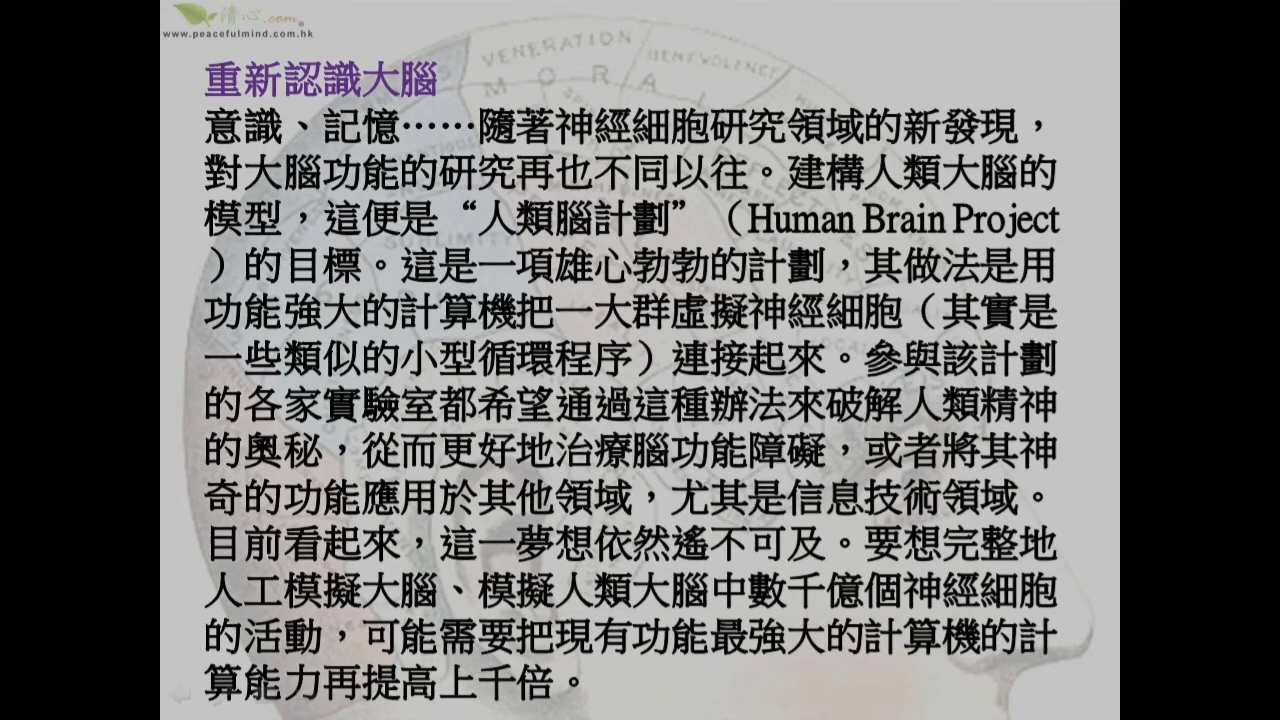 清心.com
www.peacefulmind.com.hk
VENERATION
BENEVOLENCE
MORAL
重新認識大腦
意識、記憶……隨著神經細胞研究領域的新發現，
對大腦功能的研究再也不同以往。建構人類大腦的
模型，這便是“人類腦計劃”（Human Brain Project
）的目標。這是一項雄心勃勃的計劃，其做法是用
功能強大的計算機把一大群虛擬神經細胞（其實是
一些類似的小型循環程序）連接起來。參與該計劃
的各家實驗室都希望通過這種辦法來破解人類精神
的奧秘，從而更好地治療腦功能障礙，或者將其神
奇的功能應用於其他領域，尤其是信息技術領域。
目前看起來，這一夢想依然遙不可及。要想完整地
人工模擬大腦、模擬人類大腦中數千億個神經細胞
的活動，可能需要把現有功能最強大的計算機的計
算能力再提高上千倍。
SUBLIMITY